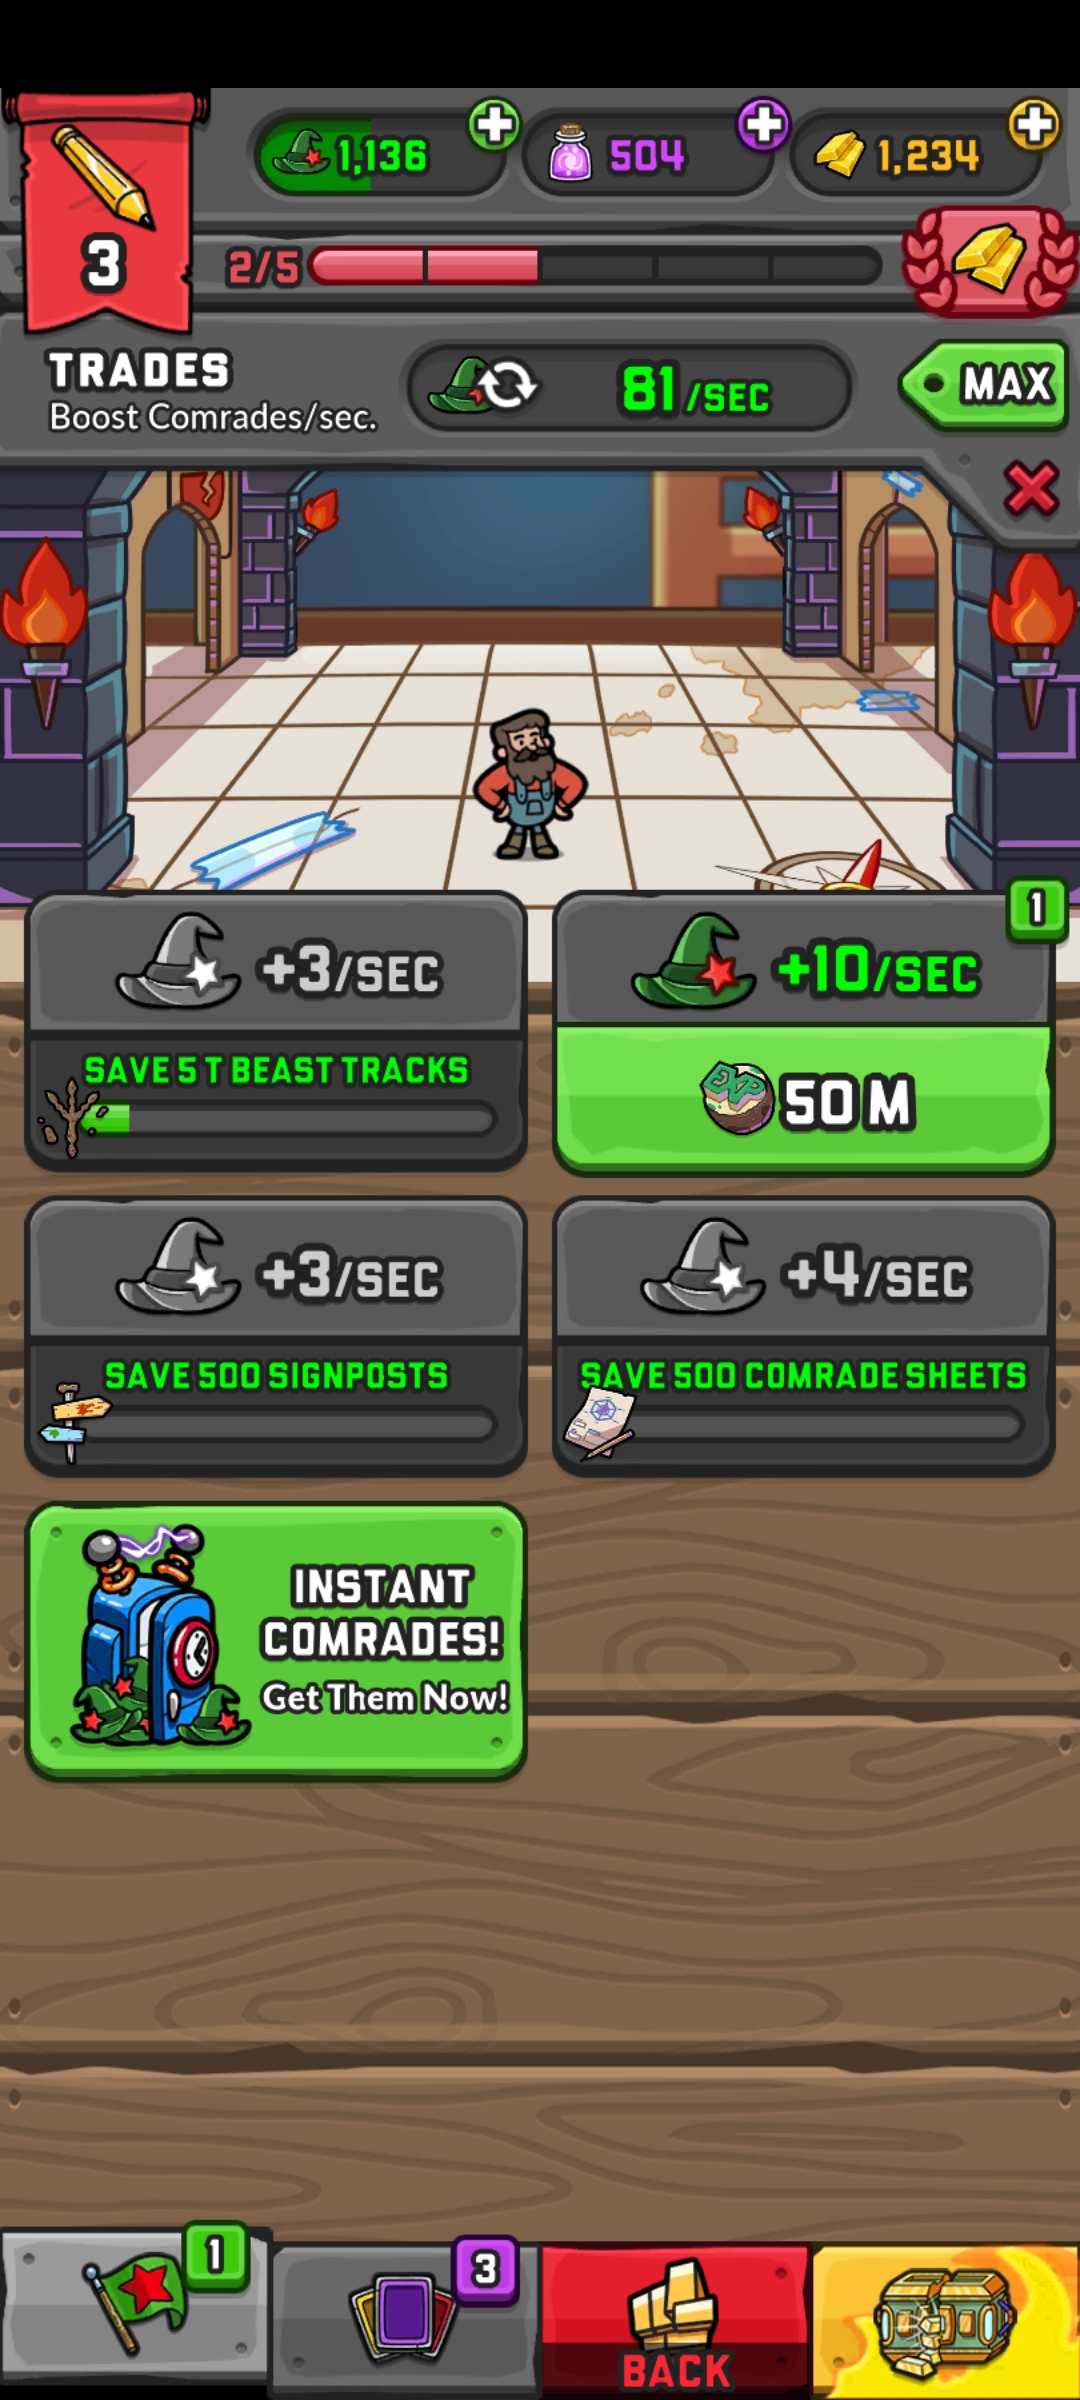 1,136
504
1,234
3
2/5
TRADES
Boost Comrades/sec.
81/SEC
MAX
1
+3/SEC
+10/SEC
SAVE 5 T BEAST TRACKS
EXP
50 M
+3/SEC
+4/SEC
SAVE 500 SIGNPOSTS
SAVE 500 COMRADE SHEETS
INSTANT
COMRADES!
Get Them Now!
1
3
BACK